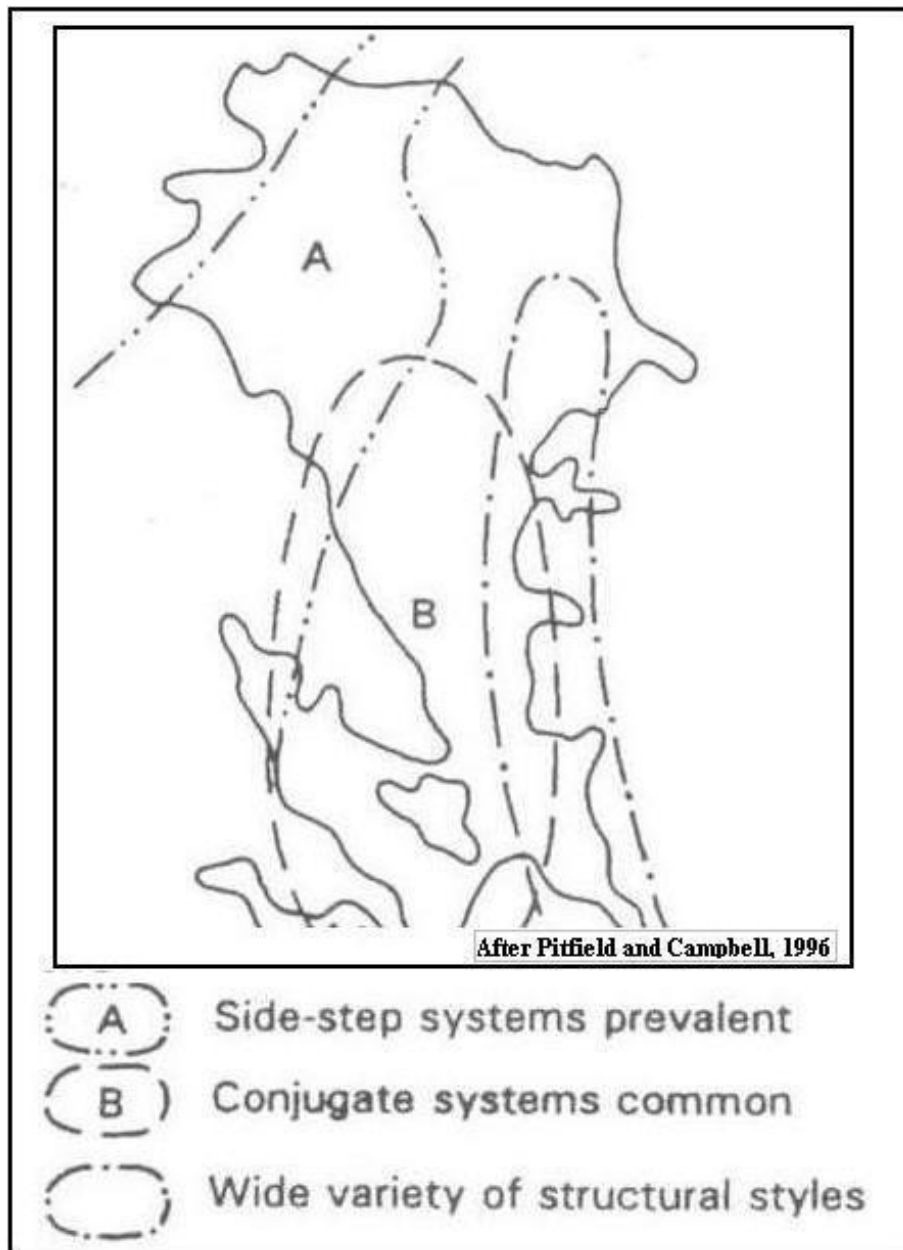 A
B
After Pitfield and Campbell, 1996
A Side-step systems prevalent
B Conjugate systems common
Wide variety of structural styles